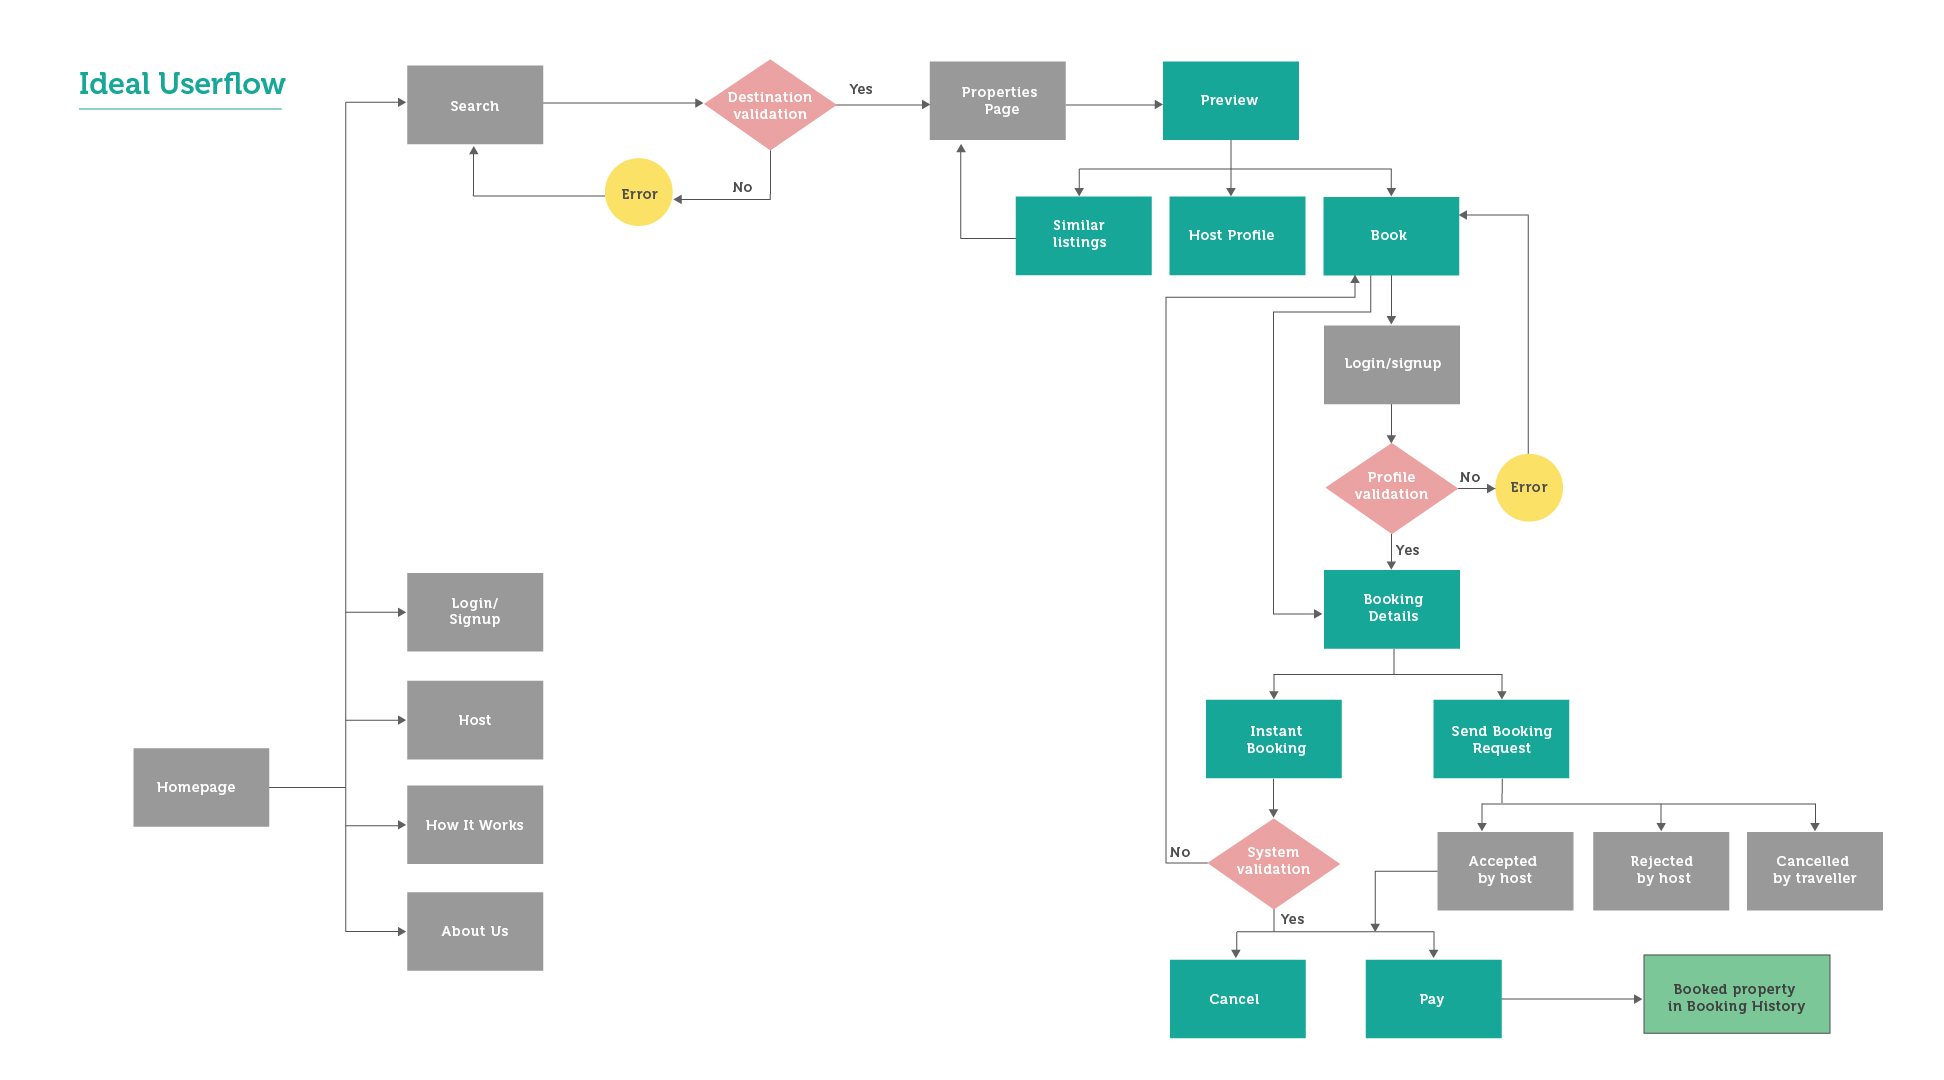 Ideal Userflow
Search
Destination
validation
Yes
Properties
Page
Preview
Error
No
Similar
listings
Host Profile
Book
Login/signup
Profile
validation
No
Error
Yes
Booking
Details
Login/
Signup
Host
Homepage
How It Works
About Us
Instant
Booking
Send Booking
Request
No
System
validation
Yes
Accepted
by host
Rejected
by host
Cancelled
by traveller
Cancel
Pay
Booked property
in Booking History